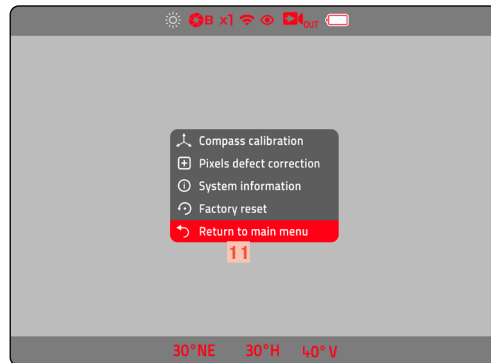 B x1 OUT
Compass calibration
Pixels defect correction
System information
Factory reset
Return to main menu
11
30°NE 30°H 40°V